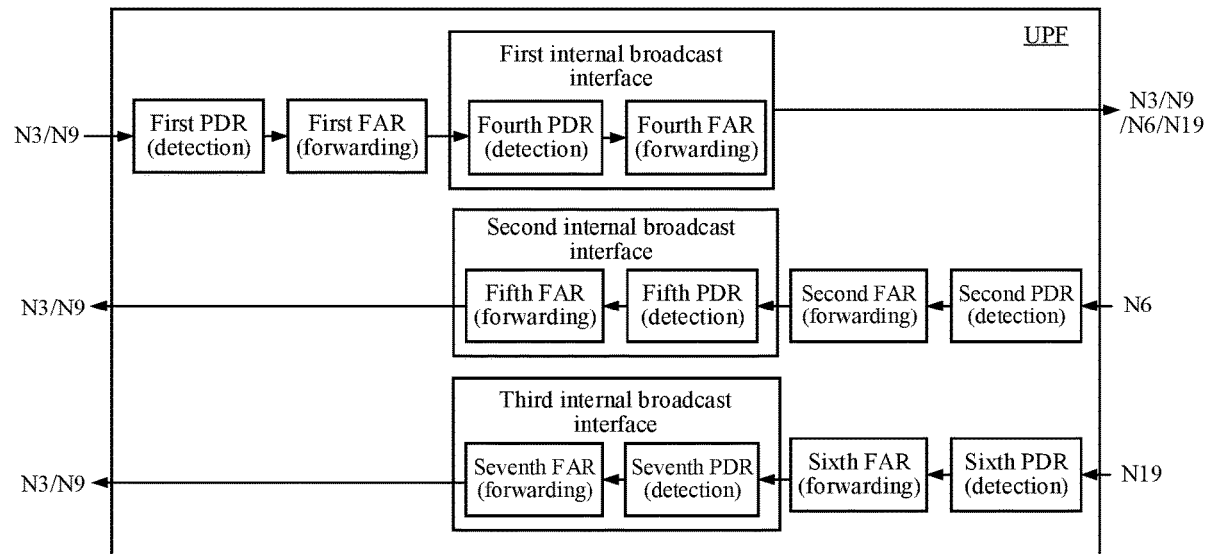 UPF
First internal broadcast
interface
N3/N9
First PDR
(detection)
First FAR
(forwarding)
Fourth PDR
(detection)
Fourth FAR
(forwarding)
N3/N9
/N6/N19
Second internal broadcast
interface
N3/N9
Fifth FAR
(forwarding)
Fifth PDR
(detection)
Second FAR
(forwarding)
Second PDR
(detection)
N6
Third internal broadcast
interface
N3/N9
Seventh FAR
(forwarding)
Seventh PDR
(detection)
Sixth FAR
(forwarding)
Sixth PDR
(detection)
N19